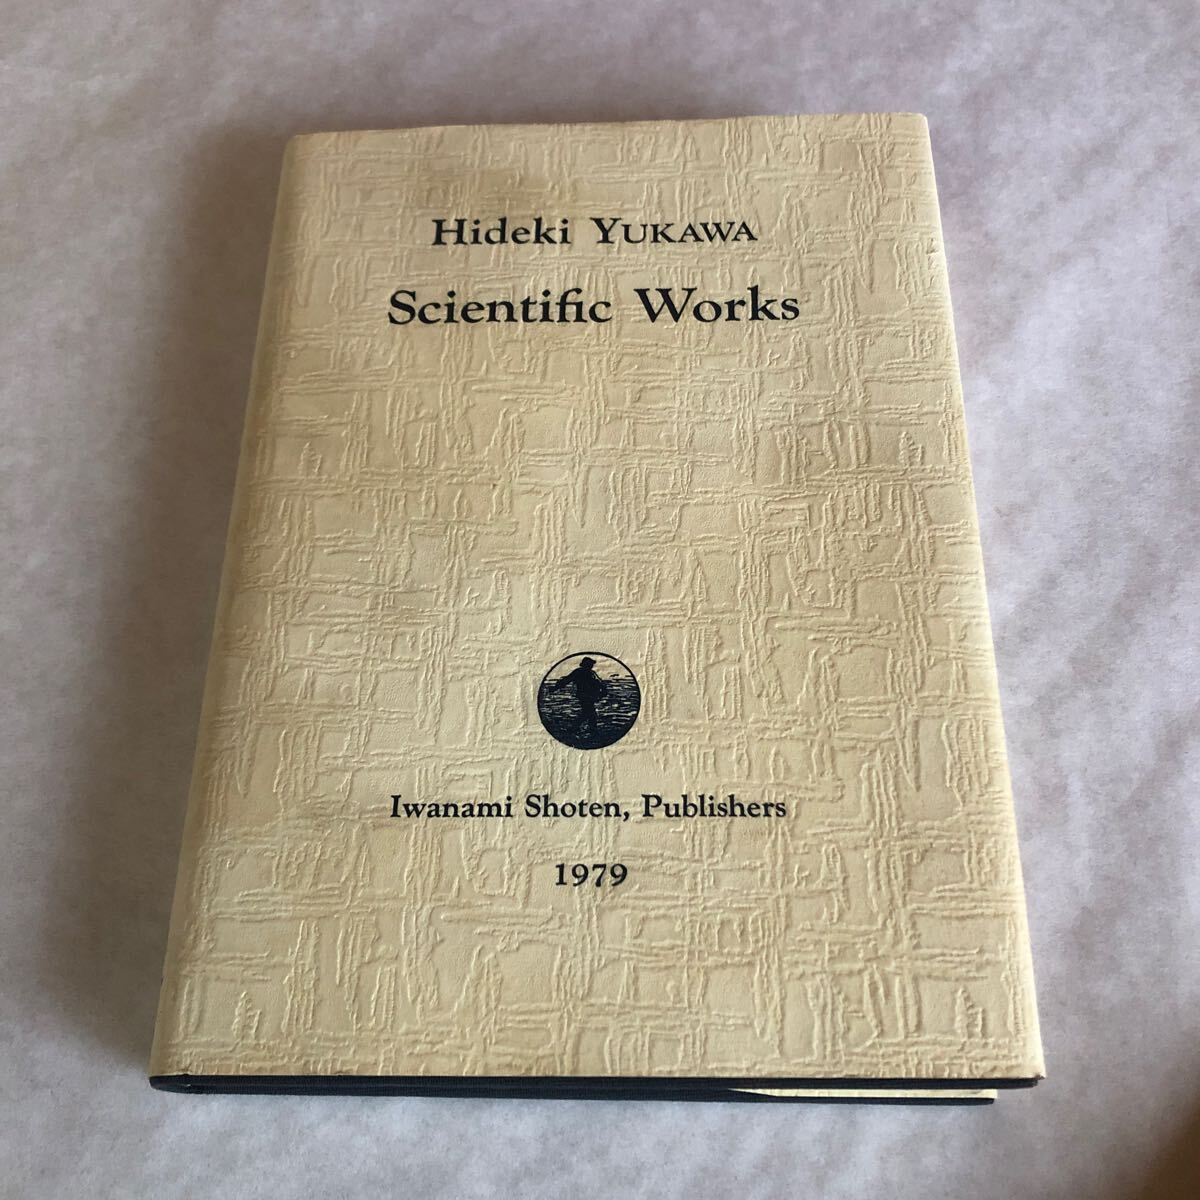 Hideki YUKAWA
Scientific Works
Iwanami Shoten, Publishers
1979